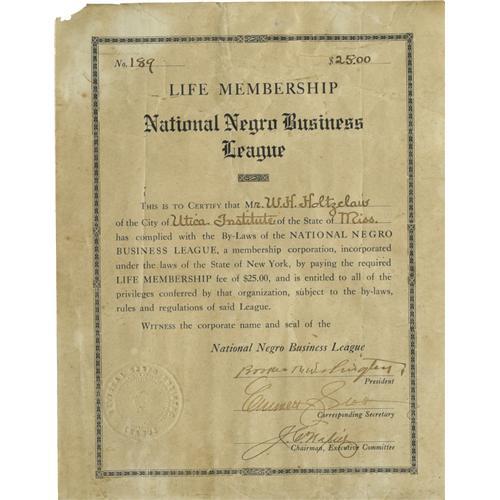 No. 189 $25.00
LIFE MEMBERSHIP
National Negro Business
League
THIS IS TO CERTIFY that Mr. W. H. Holtzclaw
of the City of Utica Institute of the State of Miss.
has complied with the By-Laws of the NATIONAL NEGRO
BUSINESS LEAGUE, a membership corporation, incorporated
under the laws of the State of New York, by paying the required
LIFE MEMBERSHIP fee of $25.00, and is entitled to all of the
privileges conferred by that organization, subject to the by-laws,
rules and regulations of said League.
WITNESS the corporate name and seal of the
National Negro Business League
Booker T. Washington
President
Emmett J. Scott
Corresponding Secretary
J. C. Napier
Chairman, Executive Committee